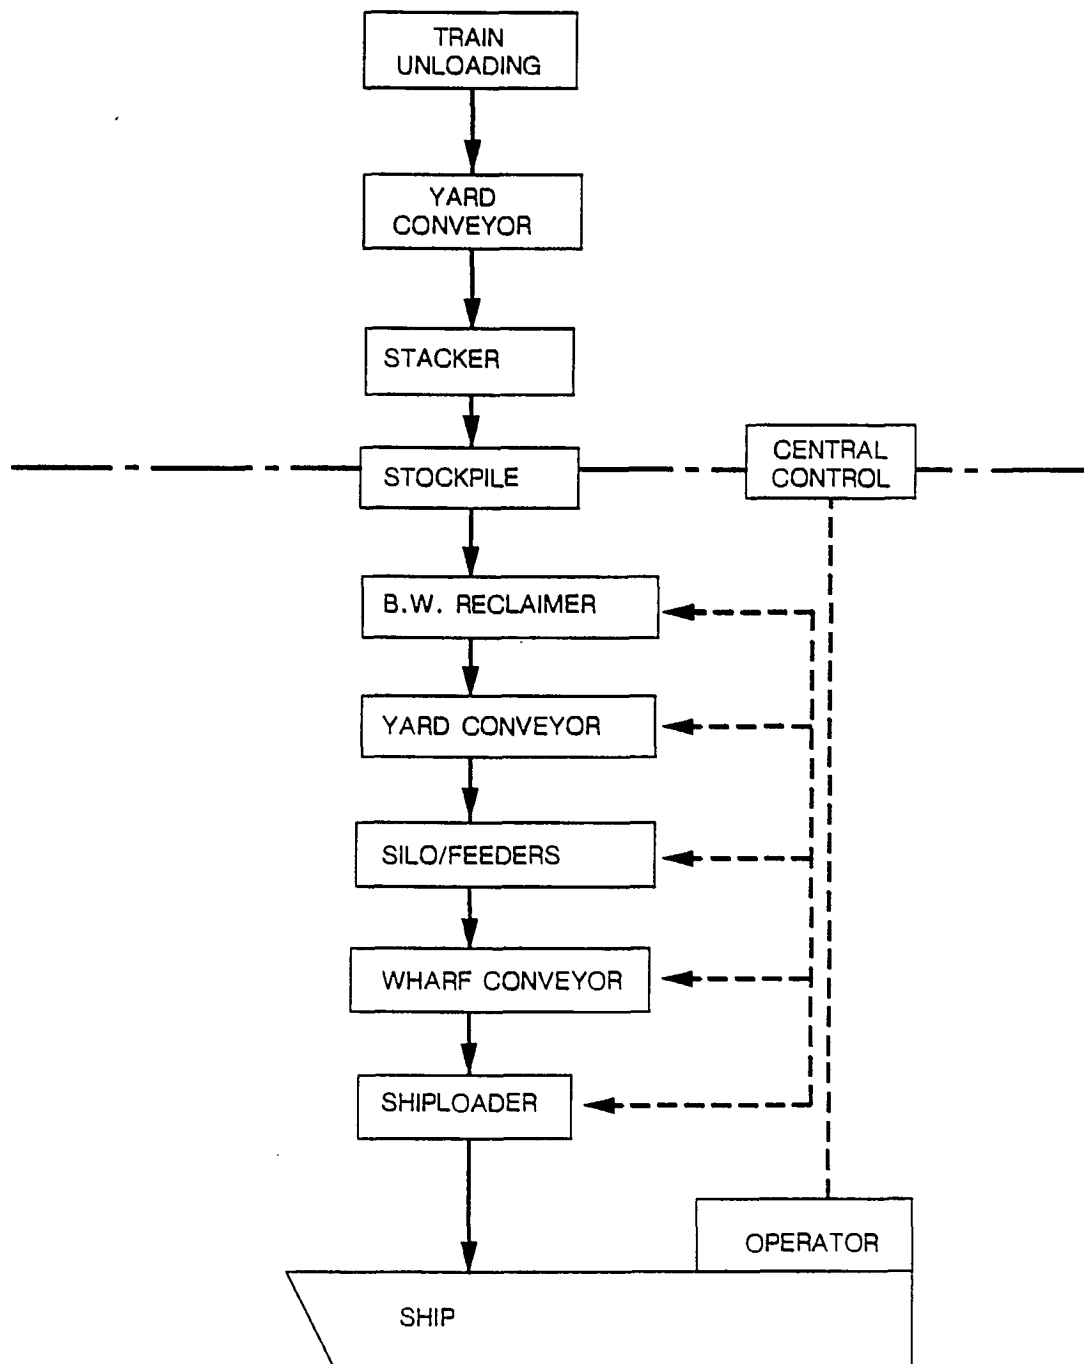 TRAIN
UNLOADING
YARD
CONVEYOR
STACKER
STOCKPILE
CENTRAL
CONTROL
B.W. RECLAIMER
YARD CONVEYOR
SILO/FEEDERS
WHARF CONVEYOR
SHIPLOADER
OPERATOR
SHIP